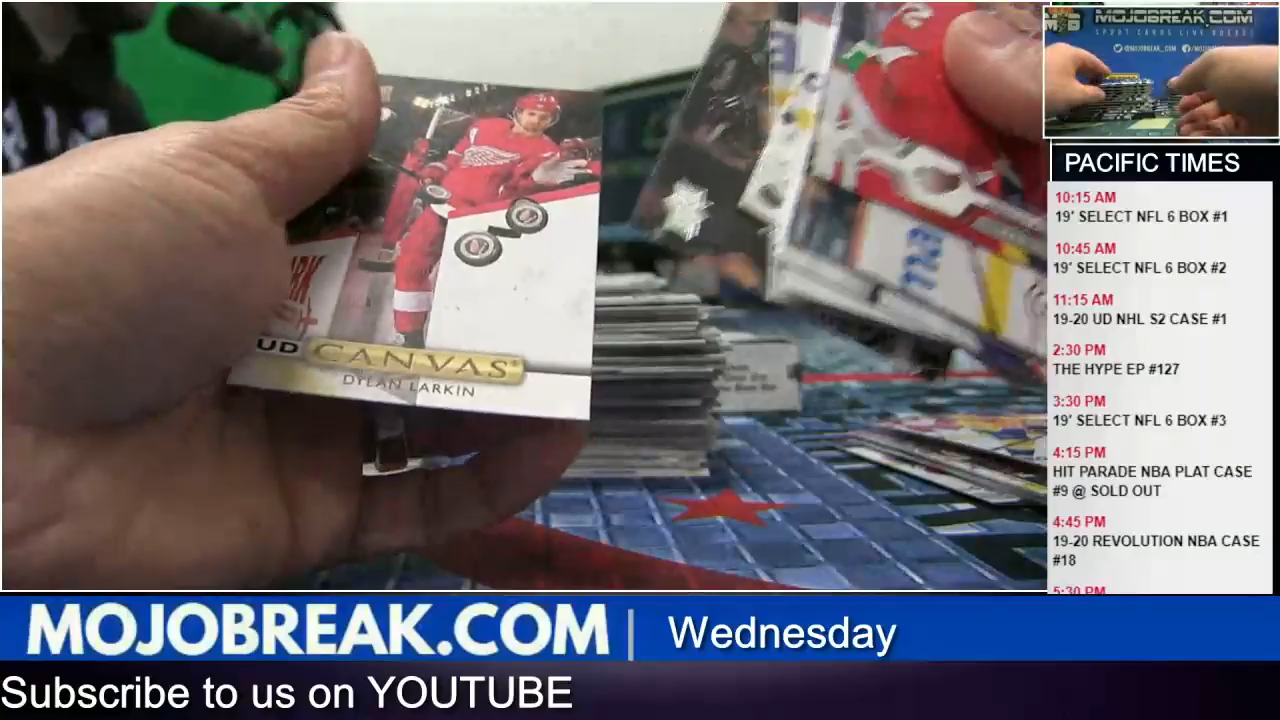 MOJOBREAK.COM
SPORT CARDS LIVE BREAKS
@MOJOBREAK_COM
PACIFIC TIMES
10:15 AM
19' SELECT NFL 6 BOX #1
10:45 AM
19' SELECT NFL 6 BOX #2
11:15 AM
19-20 UD NHL S2 CASE #1
2:30 PM
THE HYPE EP #127
3:30 PM
19' SELECT NFL 6 BOX #3
4:15 PM
HIT PARADE NBA PLAT CASE
#9 @ SOLD OUT
4:45 PM
19-20 REVOLUTION NBA CASE
#18
5:30 PM
UD CANVAS
DYLAN LARKIN
MOJOBREAK.COM | Wednesday
Subscribe to us on YOUTUBE